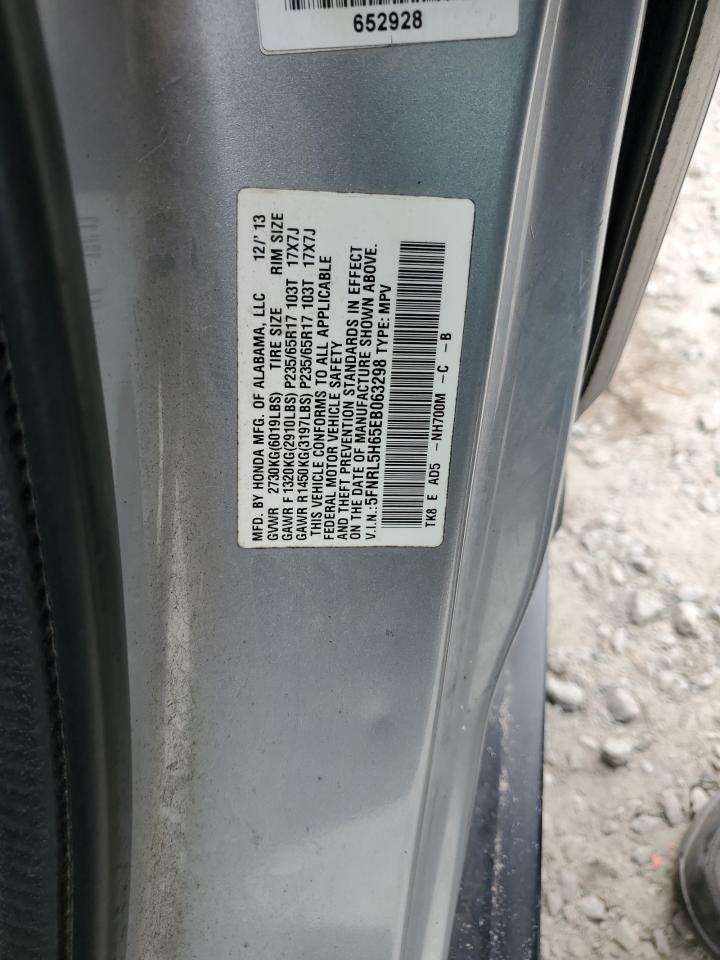 652928
MFD. BY HONDA MFG. OF ALABAMA, LLC 12/'13
GVWR 2730KG(6019LBS) TIRE SIZE RIM SIZE
GAWR F 1320KG(2910LBS) P235/65R17 103T 17X7J
GAWR R 1450KG(3197LBS) P235/65R17 103T 17X7J
THIS VEHICLE CONFORMS TO ALL APPLICABLE
FEDERAL MOTOR VEHICLE SAFETY
AND THEFT PREVENTION STANDARDS IN EFFECT
ON THE DATE OF MANUFACTURE SHOWN ABOVE.
V.I.N.:5FNRL5H65EB063298 TYPE: MPV
TK8 E AD5 -NH700M -C -B